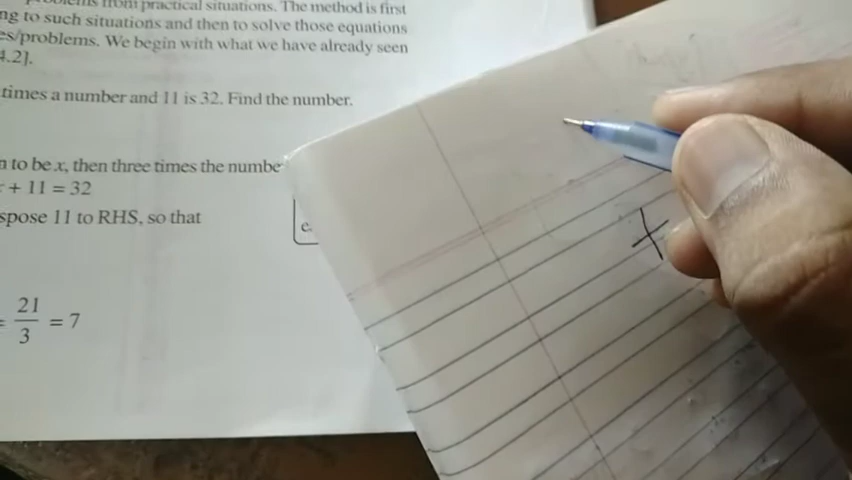 problems from practical situations. The method is first
ng to such situations and then to solve those equations
es/problems. We begin with what we have already seen
4.2].
times a number and 11 is 32. Find the number.
n to be x, then three times the numbe
+ 11 = 32
spose 11 to RHS, so that
c
= 21/3 = 7
x